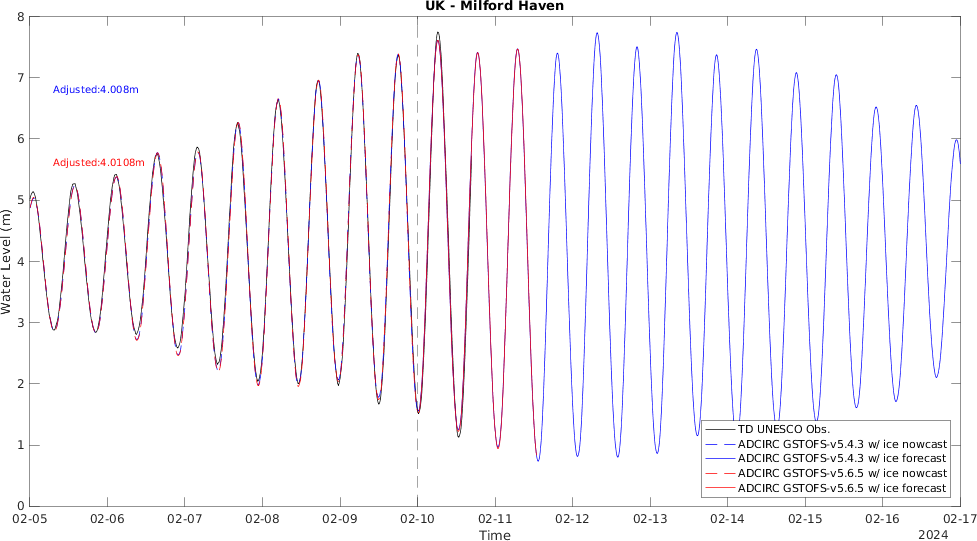 UK - Milford Haven
8
7
6
5
4
3
2
1
0
Water Level (m)
Adjusted:4.008m
Adjusted:4.0108m
TD UNESCO Obs.
ADCIRC GSTOFS-v5.4.3 w/ ice nowcast
ADCIRC GSTOFS-v5.4.3 w/ ice forecast
ADCIRC GSTOFS-v5.6.5 w/ ice nowcast
ADCIRC GSTOFS-v5.6.5 w/ ice forecast
02-05 02-06 02-07 02-08 02-09 02-10 02-11 02-12 02-13 02-14 02-15 02-16 02-17
Time
2024